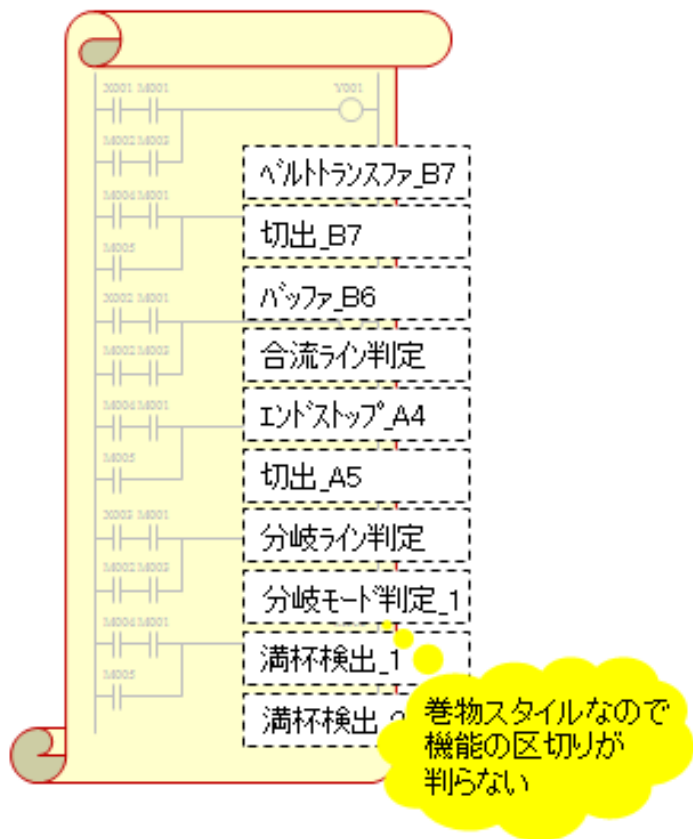 X001 M001 Y001
M002 M003
ﾍﾞﾙﾄﾄﾗﾝｽﾌｧ_B7
M004 M001
切出_B7
M005
X002 M001
ﾊﾞｯﾌｧ_B6
M002 M003
合流ﾗｲﾝ判定
M004 M001
ｴﾝﾄﾞｽﾄｯﾌﾟ_A4
M005
切出_A5
X003 M001
分岐ﾗｲﾝ判定
M002 M003
分岐ﾓｰﾄﾞ判定_1
M004 M001
満杯検出_1
M005
満杯検出
巻物スタイルなので
機能の区切りが
判らない